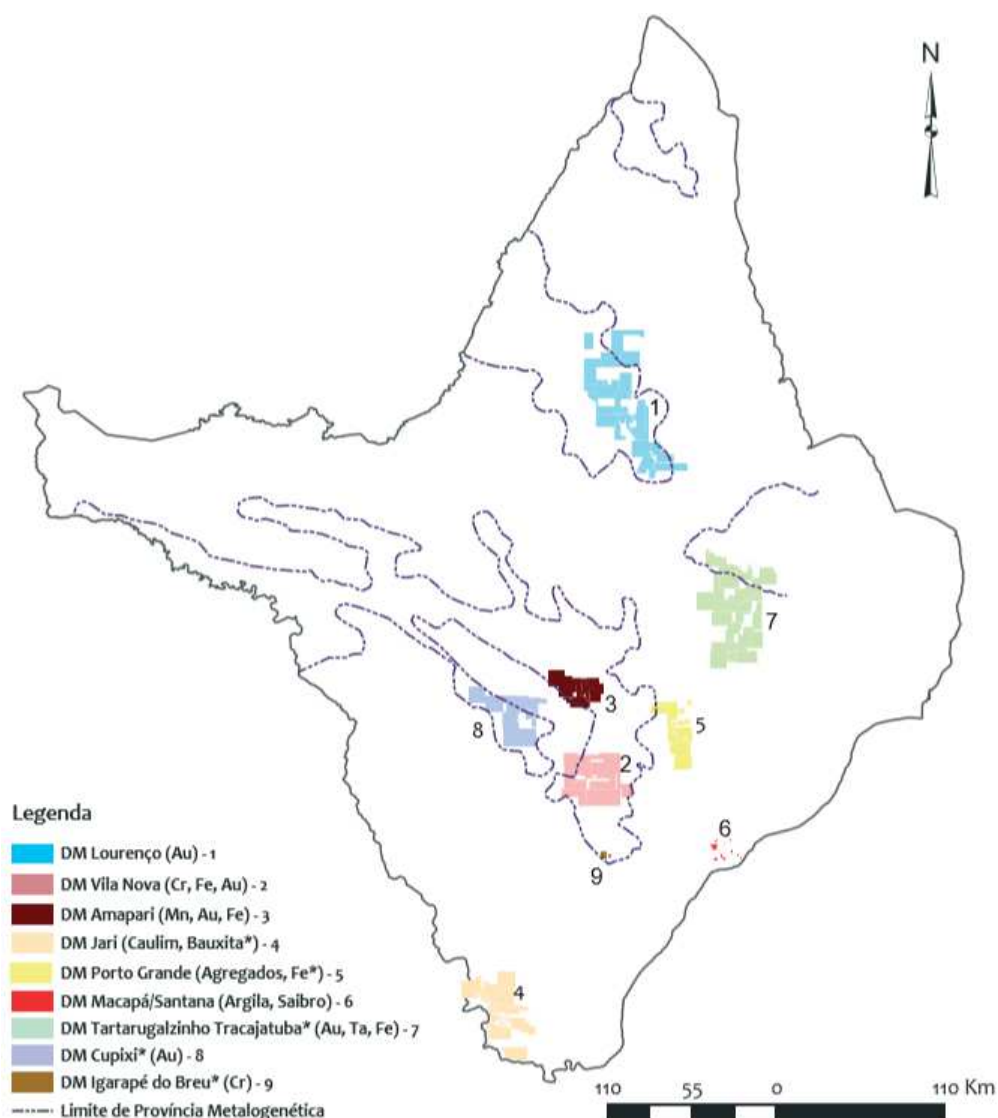 N
1
7
3
5
8
2
6
9
4
Legenda
DM Lourenço (Au) - 1
DM Vila Nova (Cr, Fe, Au) - 2
DM Amapari (Mn, Au, Fe) - 3
DM Jari (Caulim, Bauxita*) - 4
DM Porto Grande (Agregados, Fe*) - 5
DM Macapá/Santana (Argila, Saibro) - 6
DM Tartarugalzinho Tracajatuba* (Au, Ta, Fe) - 7
DM Cupixi* (Au) - 8
DM Igarapé do Breu* (Cr) - 9
Limite de Província Metalogenética
110 55 0 110 Km